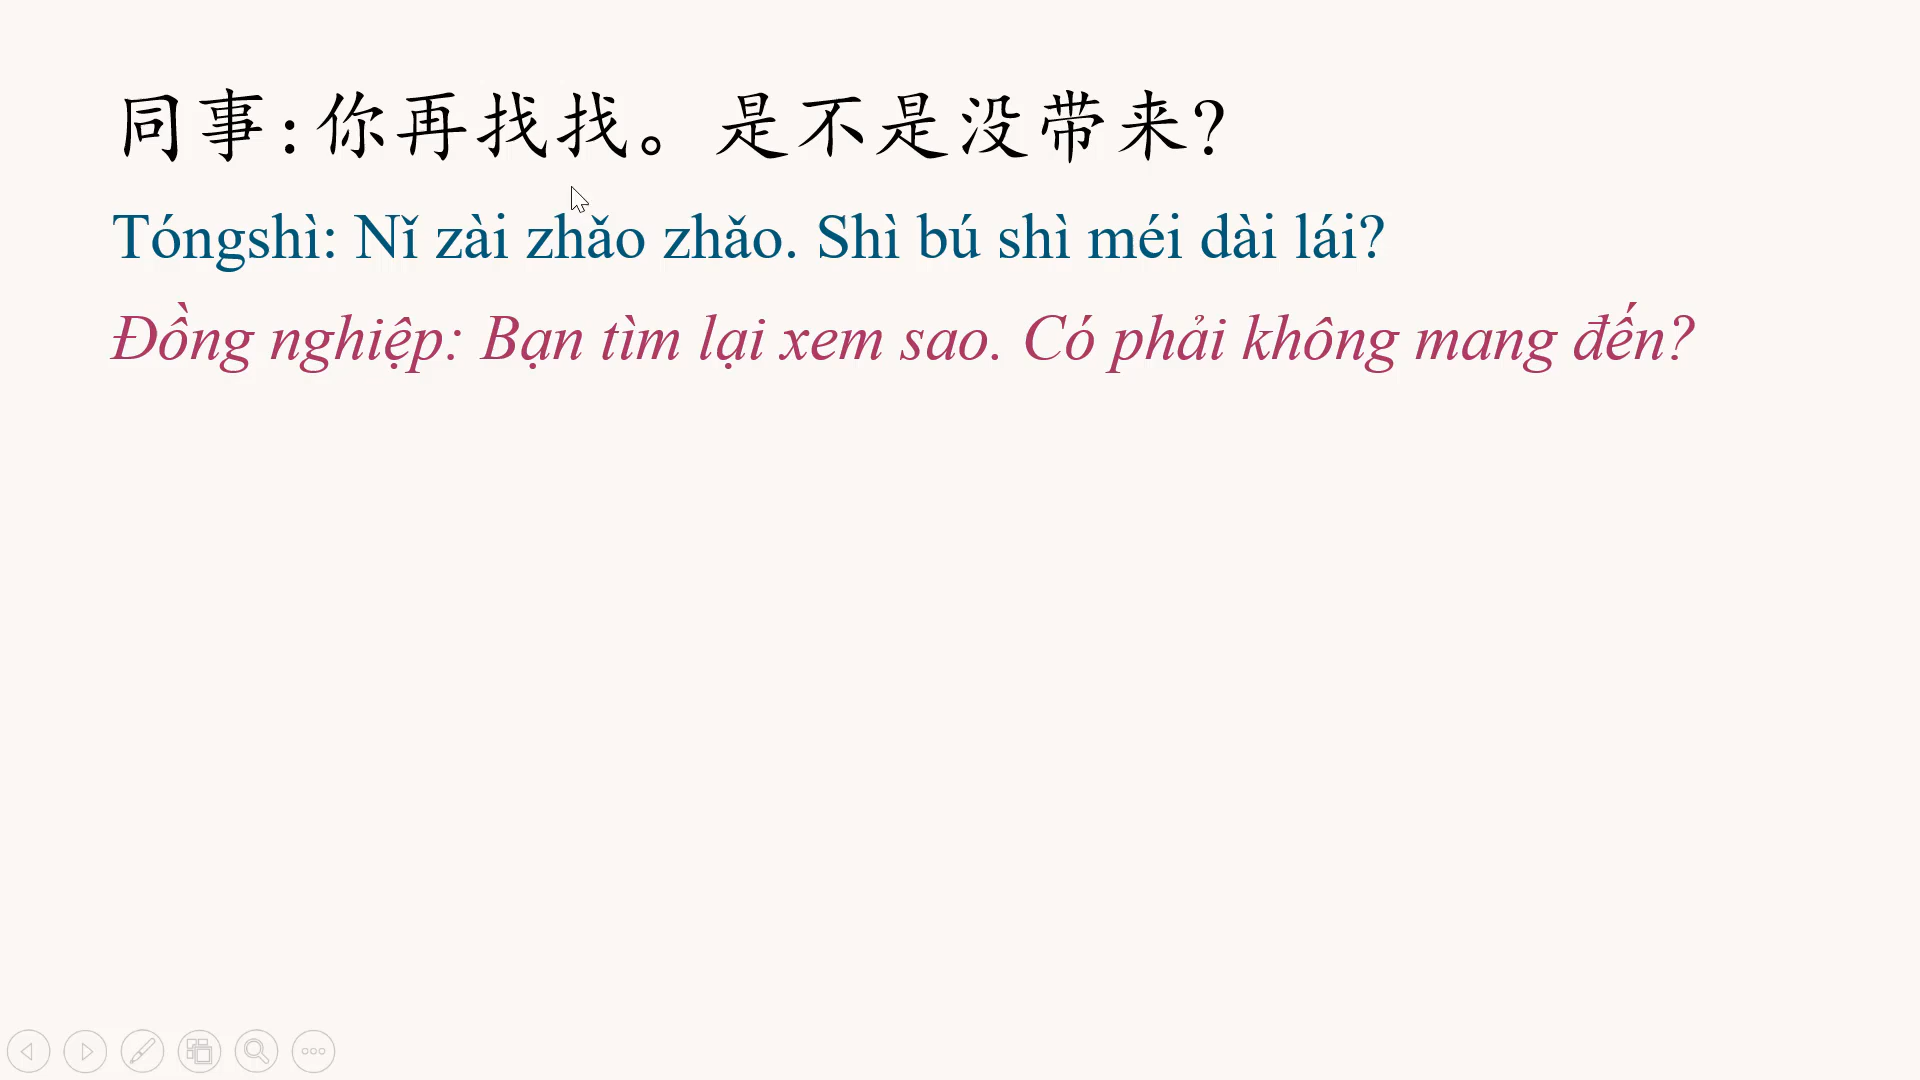 同事:你再找找。是不是没带来?
Tóngshì: Nǐ zài zhǎo zhǎo. Shì bú shì méi dài lái?
Đồng nghiệp: Bạn tìm lại xem sao. Có phải không mang đến?